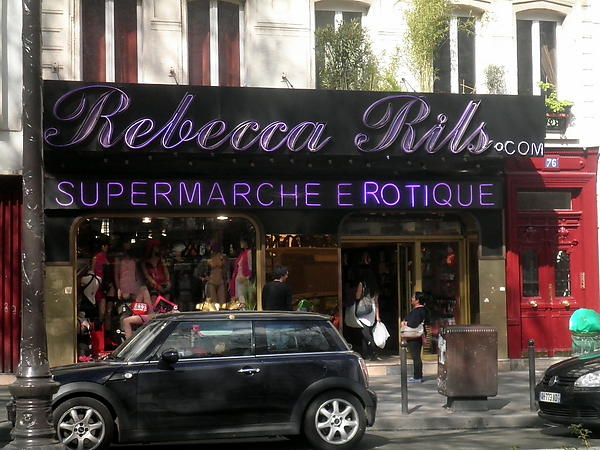 Rebecca Rils.COM
76
SUPERMARCHE EROTIQUE